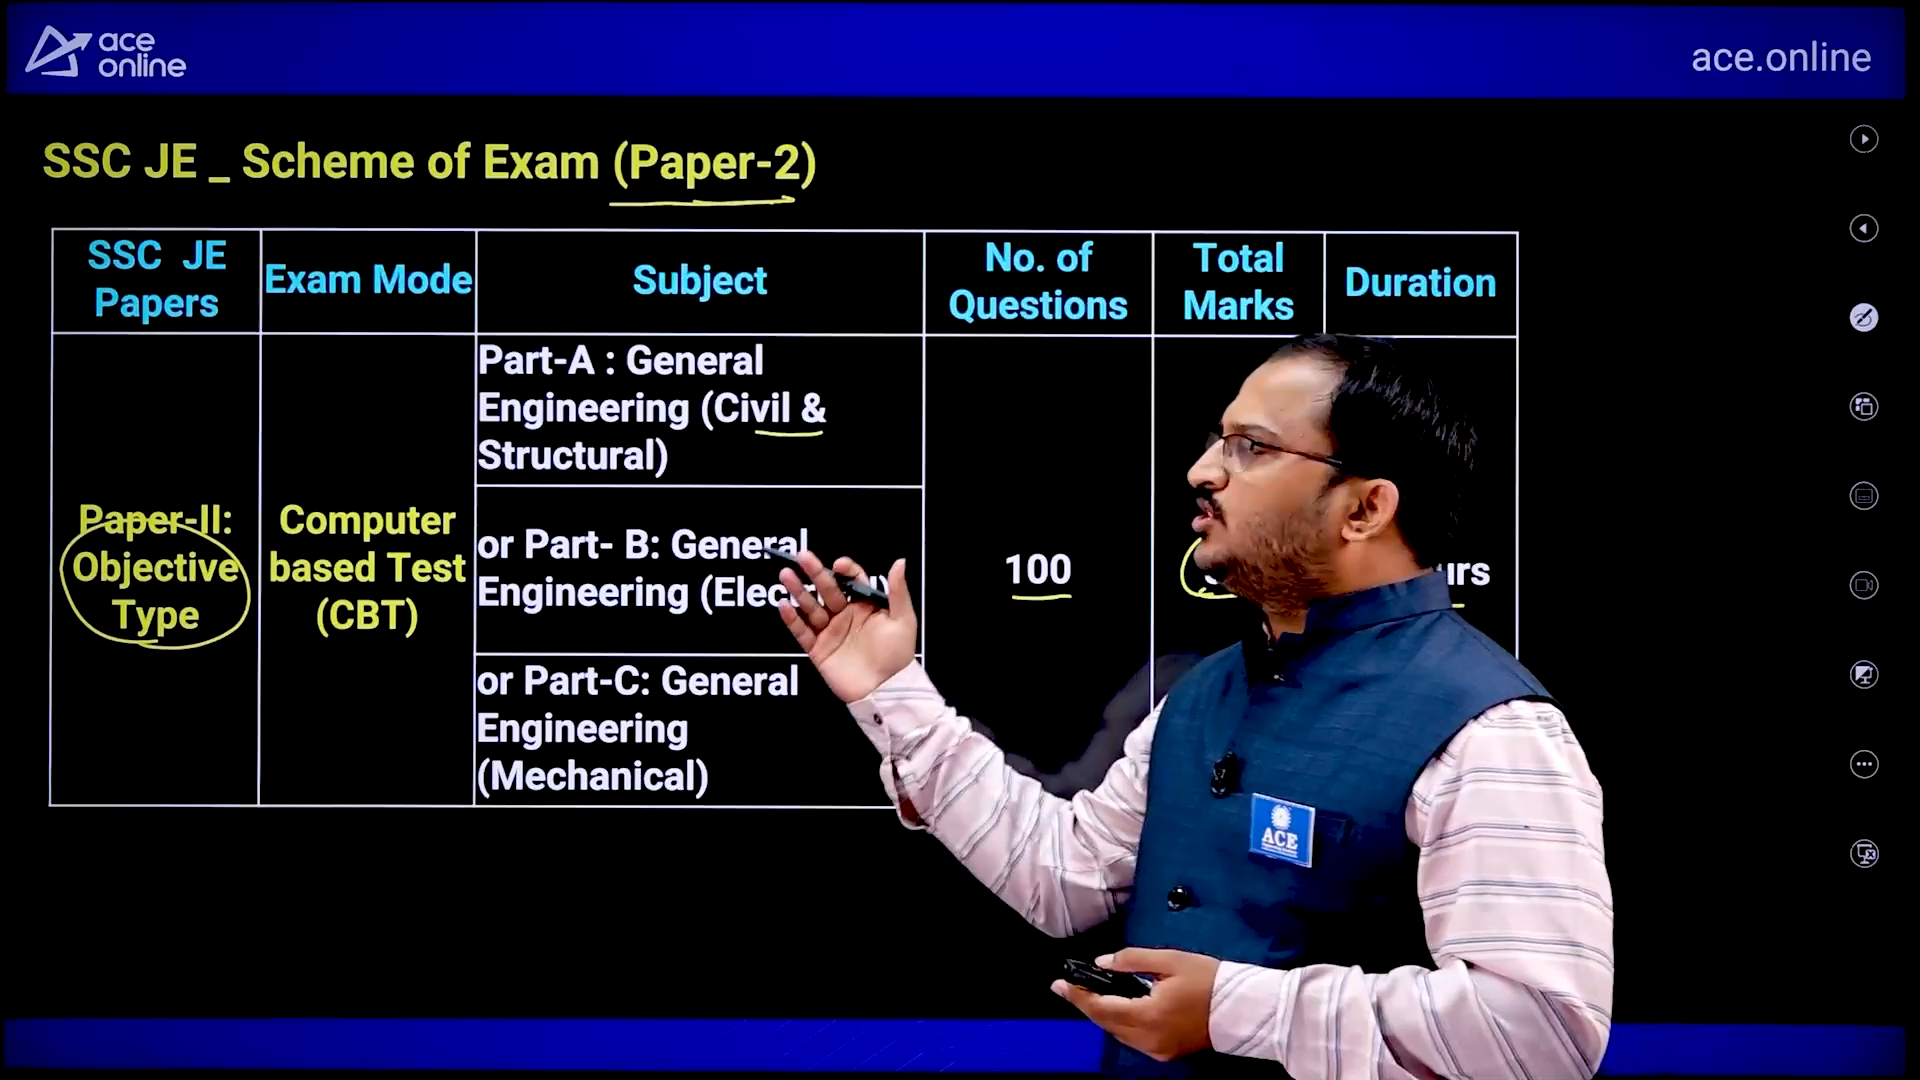 ace
online
ace.online
SSC JE _ Scheme of Exam (Paper-2)
SSC JE
Papers
Exam Mode
Subject
No. of
Questions
Total
Marks
Duration
Paper-II:
Objective
Type
Computer
based Test
(CBT)
Part-A : General
Engineering (Civil &
Structural)
or Part- B: General
Engineering
or Part-C: General
Engineering
(Mechanical)
100
ACE